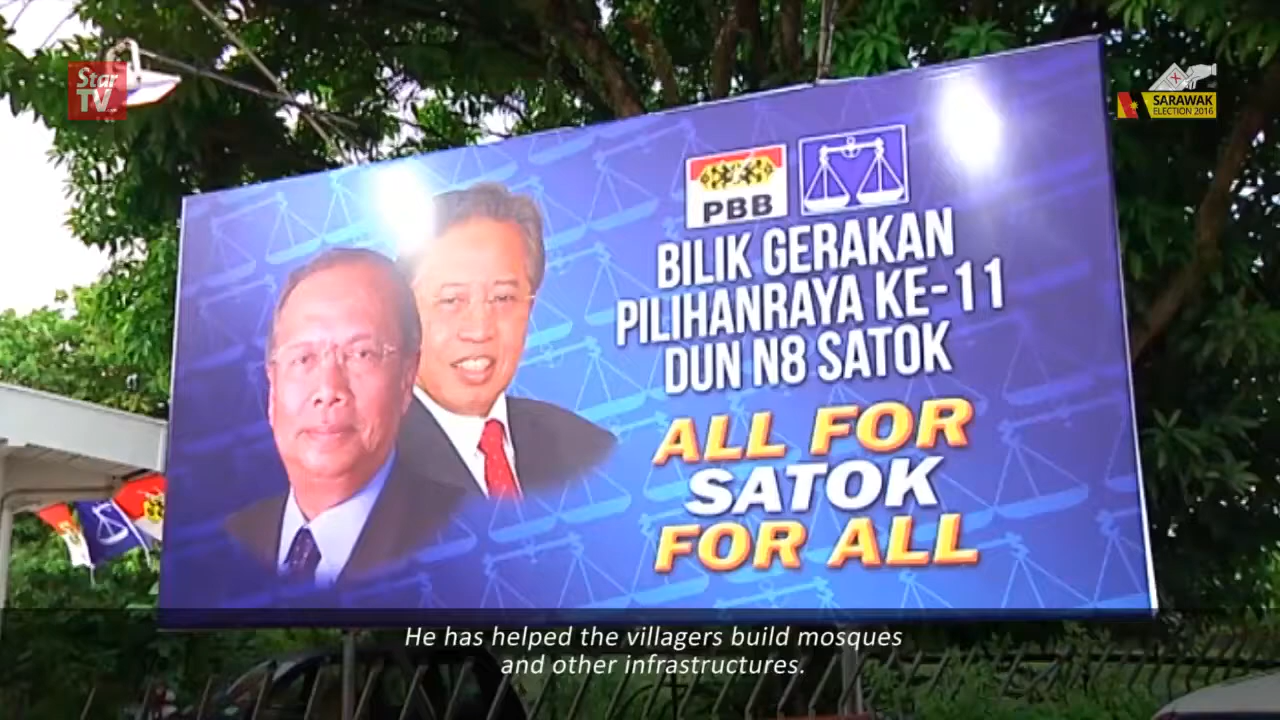 Star
TV
SARAWAK
ELECTION 2016
PBB
BILIK GERAKAN
PILIHANRAYA KE-11
DUN N8 SATOK
ALL FOR
SATOK
FOR ALL
He has helped the villagers build mosques
and other infrastructures.